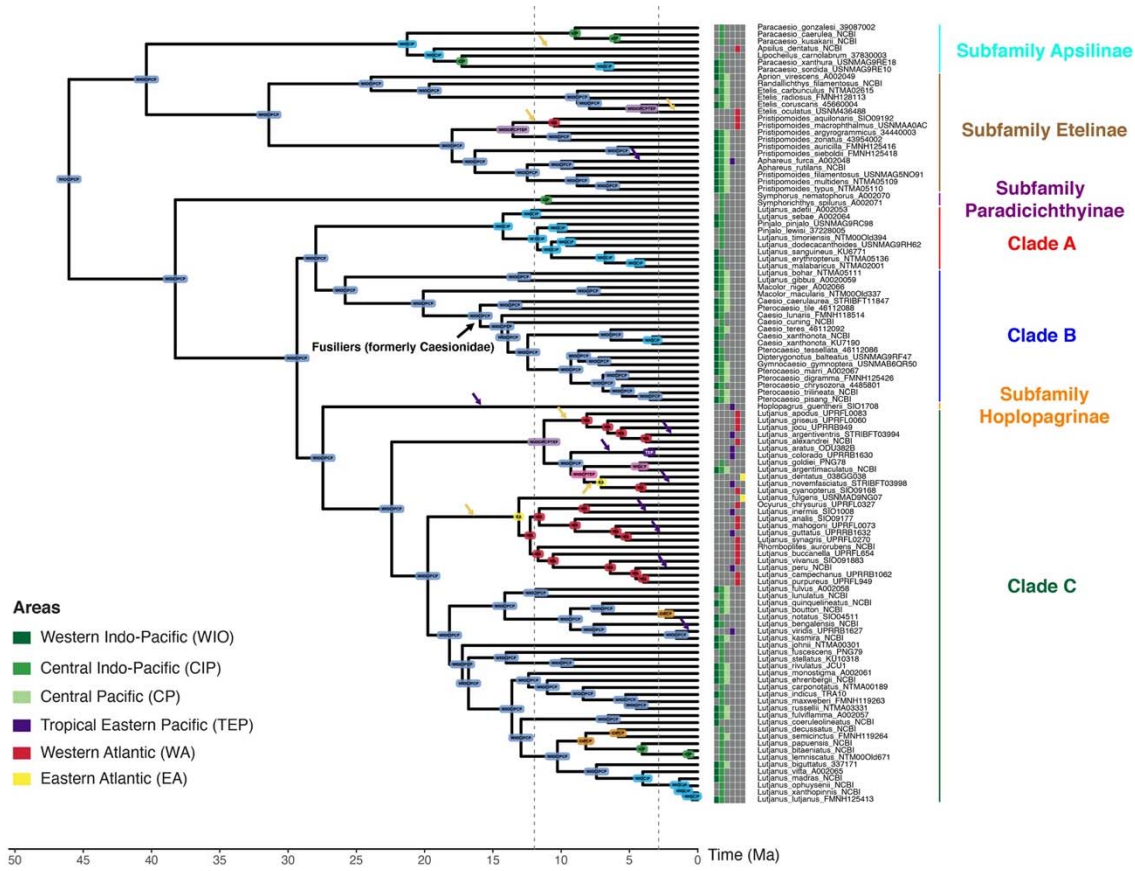 Paracaesio_gonzalesi_39087002
Paracaesio_caerulea_NCBI
Paracaesio_kusakarii_NCBI
Apsilus_dentatus_NCBI
Lipocheilus_carnolabrum_37830003
Paracaesio_xanthura_USNMAG9RE18
Paracaesio_sordida_USNMAG9RE10
Subfamily Apsilinae
Aprion_virescens_A002049
Randallichthys_filamentosus_NCBI
Etelis_carbunculus_NTMA02615
Etelis_radiosus_FMNH128113
Etelis_coruscans_45660004
Etelis_oculatus_USNM436488
Pristipomoides_aquilonaris_SIO09192
Pristipomoides_macrophthalmus_USNMAA0AC
Pristipomoides_argyrogrammicus_34440003
Pristipomoides_zonatus_43954002
Pristipomoides_auricilla_FMNH125416
Pristipomoides_sieboldii_FMNH125418
Aphareus_furca_A002048
Aphareus_rutilans_NCBI
Pristipomoides_filamentosus_USNMAG5NO91
Pristipomoides_multidens_NTMA05109
Pristipomoides_typus_NTMA05110
Subfamily Etelinae
Symphorus_nematophorus_A002070
Symphorichthys_spilurus_A002071
Subfamily
Paradicichthyinae
Lutjanus_adetii_A002053
Lutjanus_sebae_A002064
Pinjalo_pinjalo_USNMAG9RC98
Pinjalo_lewisi_37228005
Lutjanus_timoriensis_NTM00Old394
Lutjanus_dodecacanthoides_USNMAG9RH62
Lutjanus_sanguineus_KU6771
Lutjanus_erythropterus_NTMA05136
Lutjanus_malabaricus_NTMA02001
Clade A
Lutjanus_bohar_NTMA05111
Lutjanus_gibbus_A0020059
Macolor_niger_A002066
Macolor_macularis_NTM00Old337
Caesio_caerulaurea_STRIBFT11847
Pterocaesio_tile_46112088
Caesio_lunaris_FMNH118514
Caesio_cuning_NCBI
Caesio_teres_46112092
Caesio_xanthonota_NCBI
Caesio_xanthonota_KU7190
Pterocaesio_tessellata_46112086
Dipterygonotus_balteatus_USNMAG9RF47
Gymnocaesio_gymnoptera_USNMAB6QR50
Pterocaesio_marri_A002067
Pterocaesio_digramma_FMNH125426
Pterocaesio_chrysozona_4485801
Pterocaesio_trilineata_NCBI
Pterocaesio_pisang_NCBI
Clade B
Fusiliers (formerly Caesionidae)
Hoplopagrus_guentherii_SIO1708
Subfamily
Hoplopagrinae
Lutjanus_apodus_UPRFL0083
Lutjanus_griseus_UPRFL0060
Lutjanus_jocu_UPRRB949
Lutjanus_argentiventris_STRIBFT03994
Lutjanus_alexandrei_NCBI
Lutjanus_aratus_ODU382B
Lutjanus_colorado_UPRRB1630
Lutjanus_goldiei_PNG78
Lutjanus_argentimaculatus_NCBI
Lutjanus_dentatus_038GG038
Lutjanus_novemfasciatus_STRIBFT03998
Lutjanus_cyanopterus_SIO09168
Lutjanus_fulgens_USNMAD9NG07
Ocyurus_chrysurus_UPRFL0327
Lutjanus_inermis_SIO1008
Lutjanus_analis_SIO09177
Lutjanus_mahogoni_UPRFL0073
Lutjanus_guttatus_UPRRB1632
Lutjanus_synagris_UPRFL0270
Rhomboplites_aurorubens_NCBI
Lutjanus_buccanella_UPRFL654
Lutjanus_vivanus_SIO091883
Lutjanus_peru_NCBI
Lutjanus_campechanus_UPRRB1062
Lutjanus_purpureus_UPRFL949
Lutjanus_fulvus_A002058
Lutjanus_lunulatus_NCBI
Lutjanus_quinquelineatus_NCBI
Lutjanus_boutton_NCBI
Lutjanus_notatus_SIO04511
Lutjanus_bengalensis_NCBI
Lutjanus_viridis_UPRRB1627
Lutjanus_kasmira_NCBI
Lutjanus_johnii_NTMA00301
Lutjanus_fuscescens_PNG79
Lutjanus_stellatus_KU10318
Lutjanus_rivulatus_JCU1
Lutjanus_monostigma_A002061
Lutjanus_ehrenbergii_NCBI
Lutjanus_carponotatus_NTMA00189
Lutjanus_indicus_TRA10
Lutjanus_maxweberi_FMNH119263
Lutjanus_russellii_NTMA03331
Lutjanus_fulviflamma_A002057
Lutjanus_coeruleolineatus_NCBI
Lutjanus_decussatus_NCBI
Lutjanus_semicinctus_FMNH119264
Lutjanus_papuensis_NCBI
Lutjanus_bitaeniatus_NCBI
Lutjanus_lemniscatus_NTM00Old671
Lutjanus_biguttatus_337171
Lutjanus_vitta_A002065
Lutjanus_madras_NCBI
Lutjanus_ophuysenii_NCBI
Lutjanus_xanthopinnis_NCBI
Lutjanus_lutjanus_FMNH125413
Clade C
Areas
Western Indo-Pacific (WIO)
Central Indo-Pacific (CIP)
Central Pacific (CP)
Tropical Eastern Pacific (TEP)
Western Atlantic (WA)
Eastern Atlantic (EA)
50 45 40 35 30 25 20 15 10 5 0 Time (Ma)